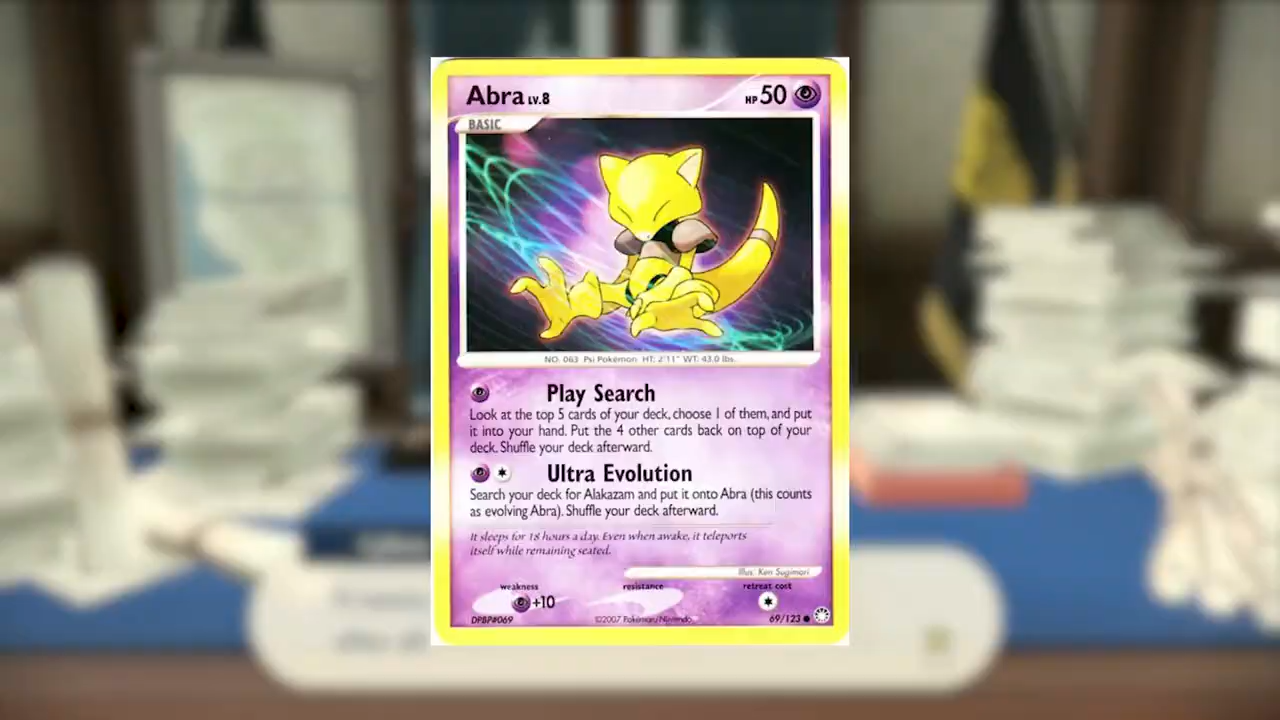 Abra LV.8
HP 50
BASIC
NO. 063 Psi Pokémon HT: 2'11" WT: 43.0 lbs.
Play Search
Look at the top 5 cards of your deck, choose 1 of them, and put
it into your hand. Put the 4 other cards back on top of your
deck. Shuffle your deck afterward.
Ultra Evolution
Search your deck for Alakazam and put it onto Abra (this counts
as evolving Abra). Shuffle your deck afterward.
It sleeps for 18 hours a day. Even when awake, it teleports
itself while remaining seated.
Illus. Ken Sugimori
weakness resistance retreat cost
+10
DPBP#069 ©2007 Pokémon/Nintendo 69/123